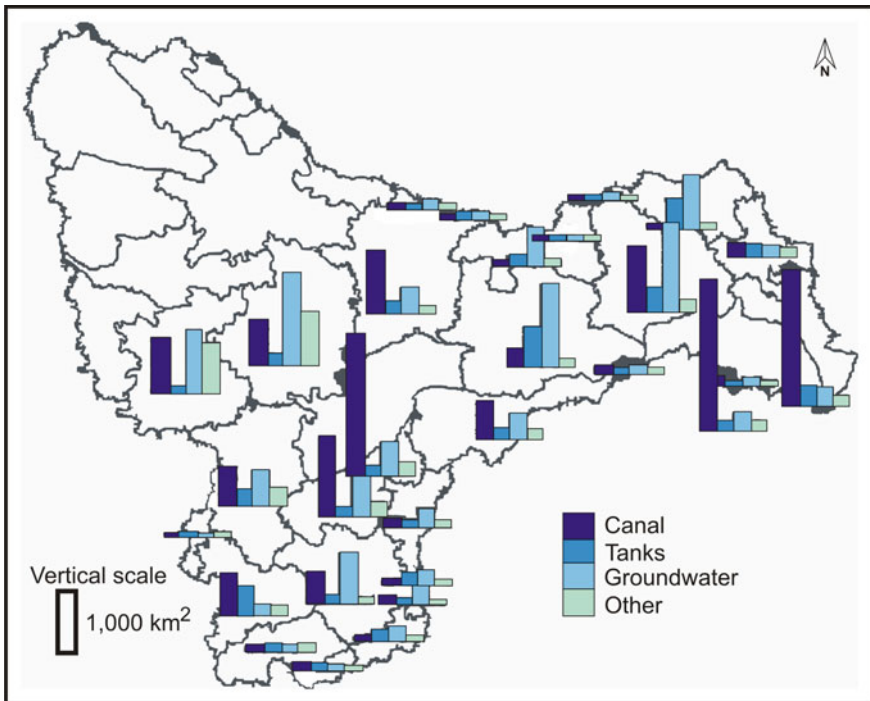 N
Canal
Tanks
Groundwater
Other
Vertical scale
1,000 km²